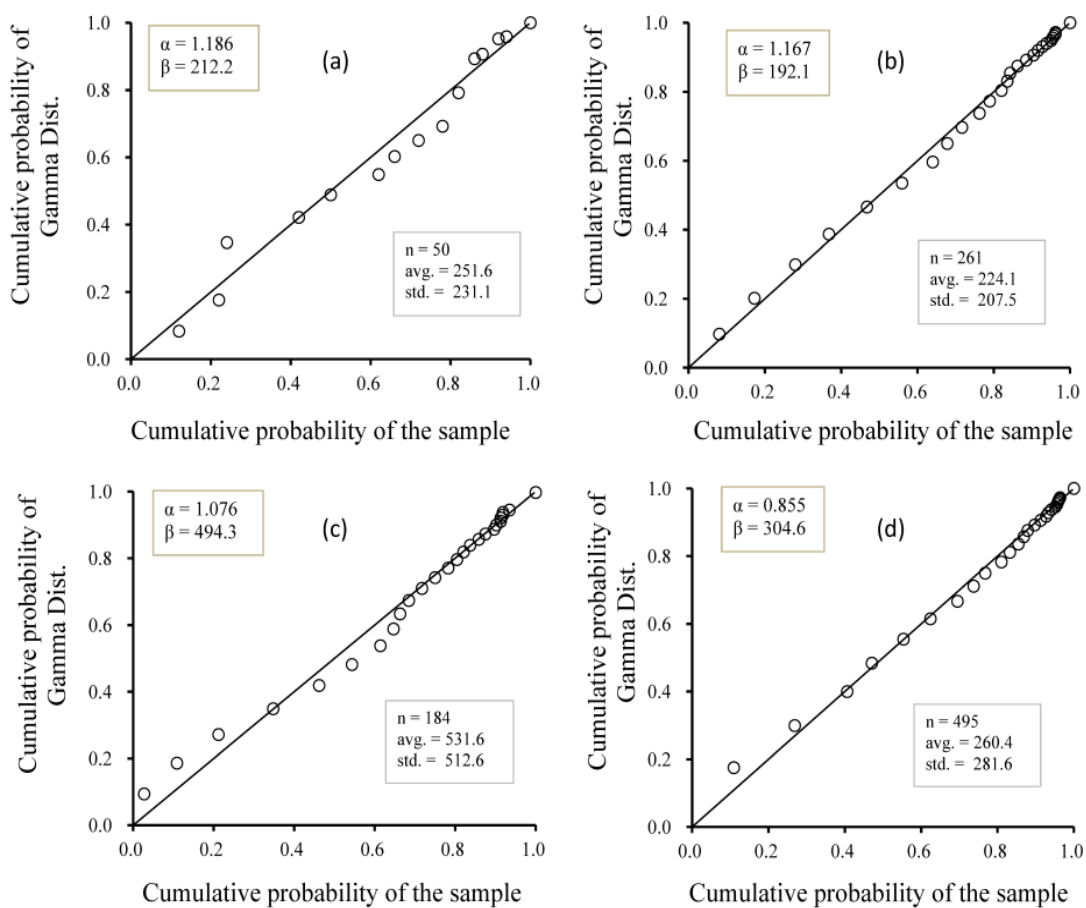 Cumulative probability of
Gamma Dist.
1.0
0.8
0.6
0.4
0.2
0.0
α = 1.186
β = 212.2
(a)
n = 50
avg. = 251.6
std. = 231.1
0.0 0.2 0.4 0.6 0.8 1.0
Cumulative probability of the sample
Cumulative probability of
Gamma Dist.
1.0
0.8
0.6
0.4
0.2
0.0
α = 1.167
β = 192.1
(b)
n = 261
avg. = 224.1
std. = 207.5
0.0 0.2 0.4 0.6 0.8 1.0
Cumulative probability of the sample
Cumulative probability of
Gamma Dist.
1.0
0.8
0.6
0.4
0.2
0.0
α = 1.076
β = 494.3
(c)
n = 184
avg. = 531.6
std. = 512.6
0.0 0.2 0.4 0.6 0.8 1.0
Cumulative probability of the sample
Cumulative probability of
Gamma Dist.
1.0
0.8
0.6
0.4
0.2
0.0
α = 0.855
β = 304.6
(d)
n = 495
avg. = 260.4
std. = 281.6
0.0 0.2 0.4 0.6 0.8 1.0
Cumulative probability of the sample